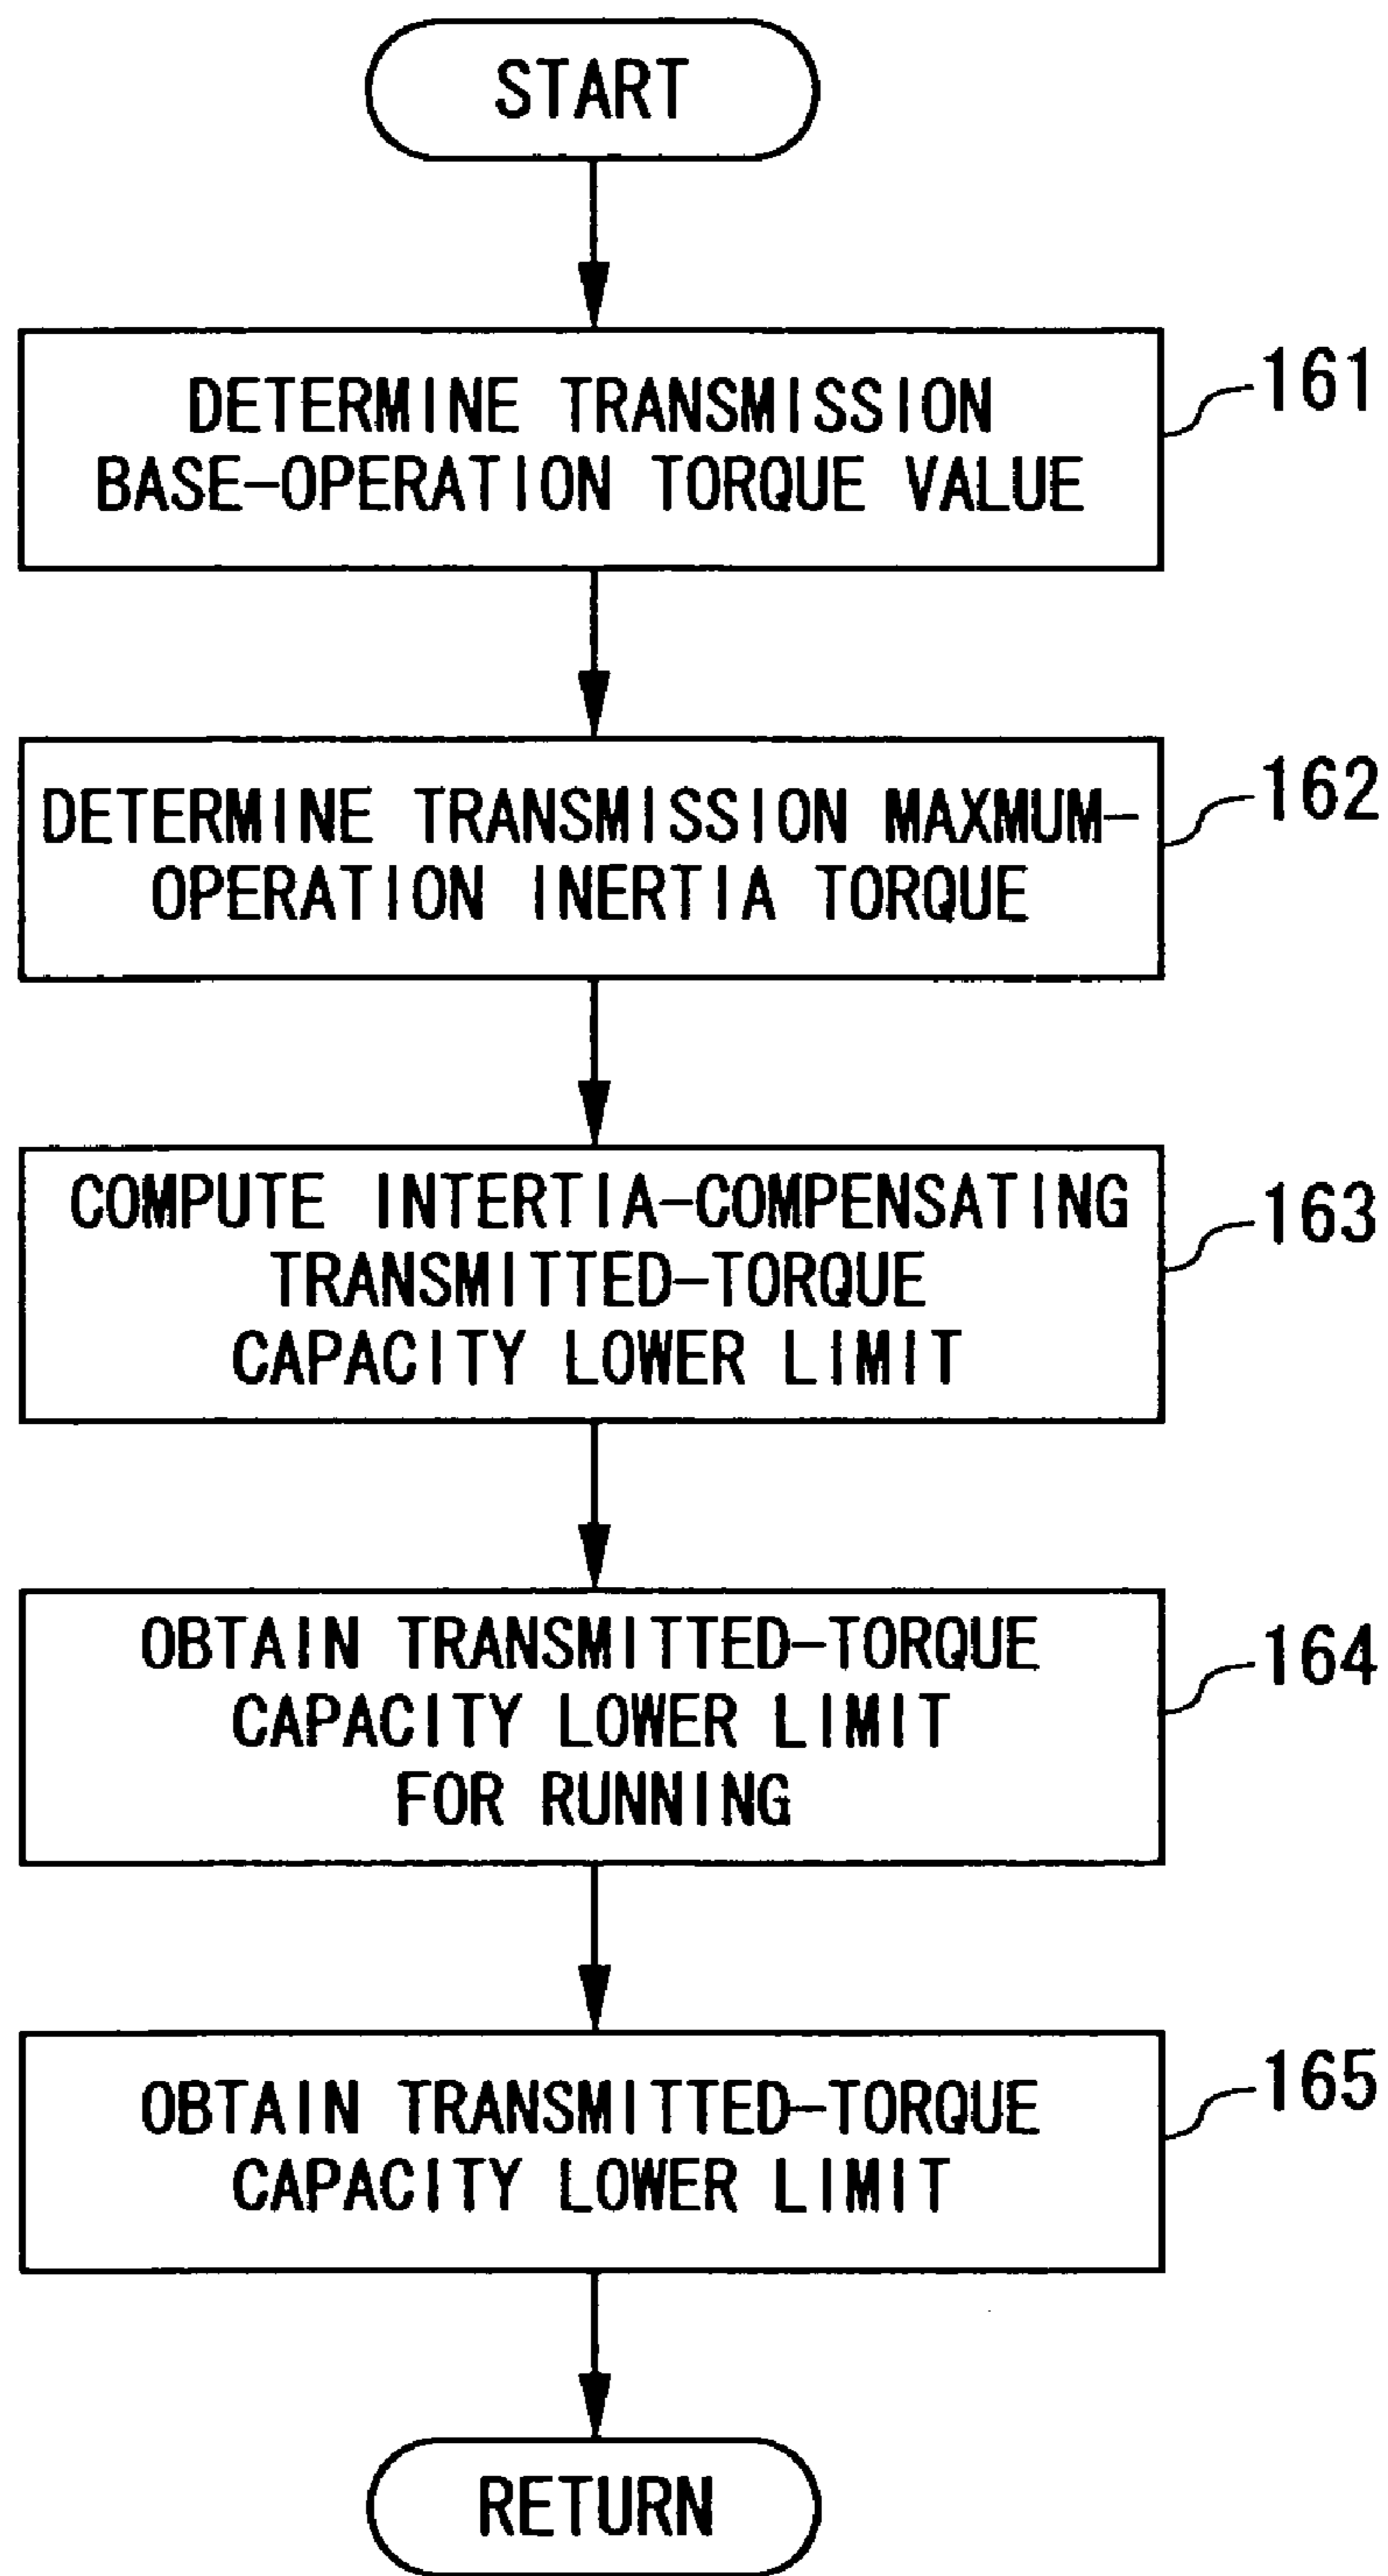 START
DETERMINE TRANSMISSION
BASE-OPERATION TORQUE VALUE
161
DETERMINE TRANSMISSION MAXMUM-
OPERATION INERTIA TORQUE
162
COMPUTE INTERTIA-COMPENSATING
TRANSMITTED-TORQUE
CAPACITY LOWER LIMIT
163
OBTAIN TRANSMITTED-TORQUE
CAPACITY LOWER LIMIT
FOR RUNNING
164
OBTAIN TRANSMITTED-TORQUE
CAPACITY LOWER LIMIT
165
RETURN